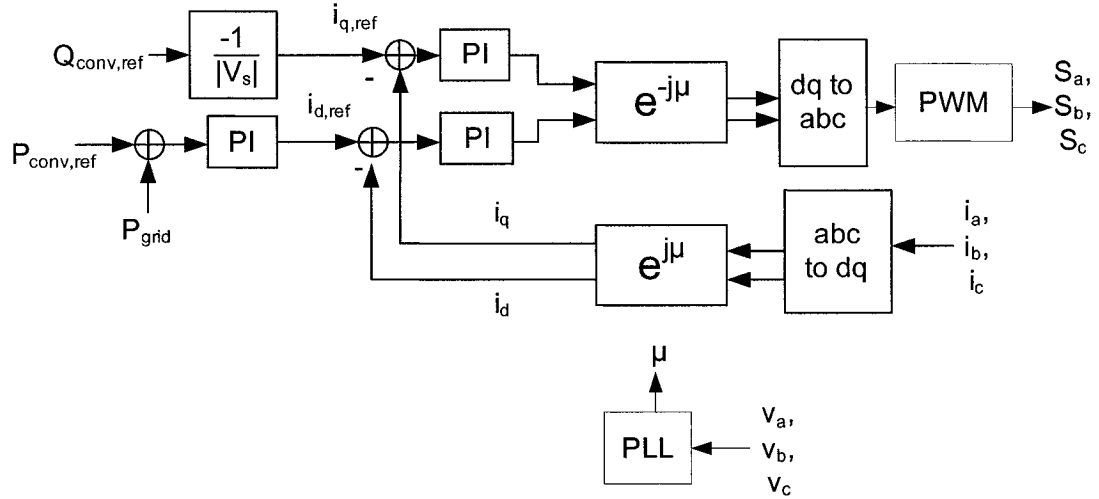 Q_conv,ref
-1
|V_s|
i_q,ref
-
PI
e^-jμ
dq to
abc
PWM
S_a,
S_b,
S_c
P_conv,ref
PI
i_d,ref
-
PI
P_grid
i_q
i_d
e^jμ
abc
to dq
i_a,
i_b,
i_c
μ
PLL
v_a,
v_b,
v_c